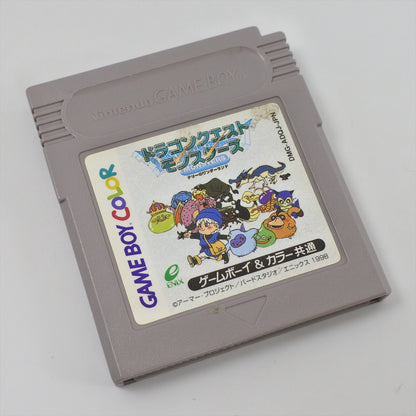 Nintendo GAME BOY
ドラゴンクエスト
モンスターズ
テリーのワンダーランド
DMG-ADQJ-JPN
GAME BOY COLOR
ENIX
ゲームボーイ & カラー共通
©アーマー・プロジェクト/バードスタジオ/エニックス 1998